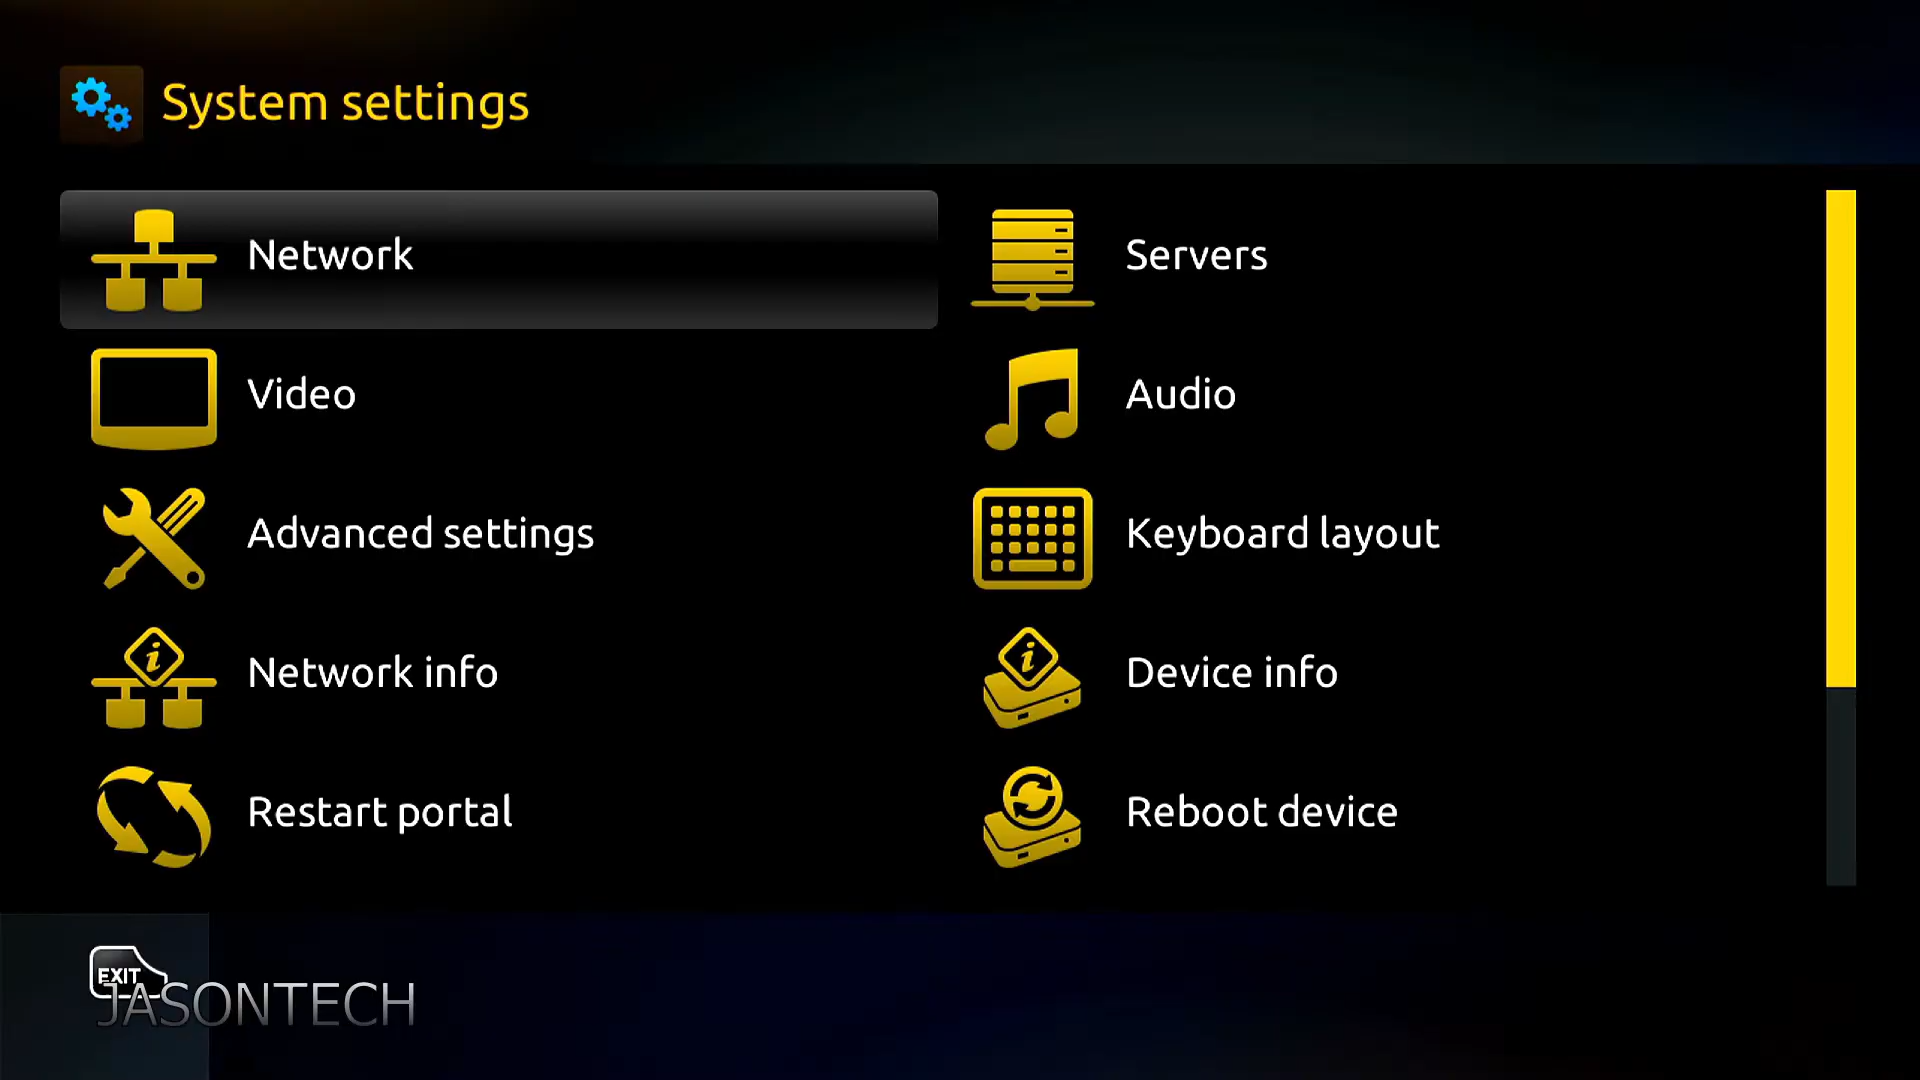 System settings
Network
Servers
Video
Audio
Advanced settings
Keyboard layout
Network info
Device info
Restart portal
Reboot device
EXIT
JASONTECH